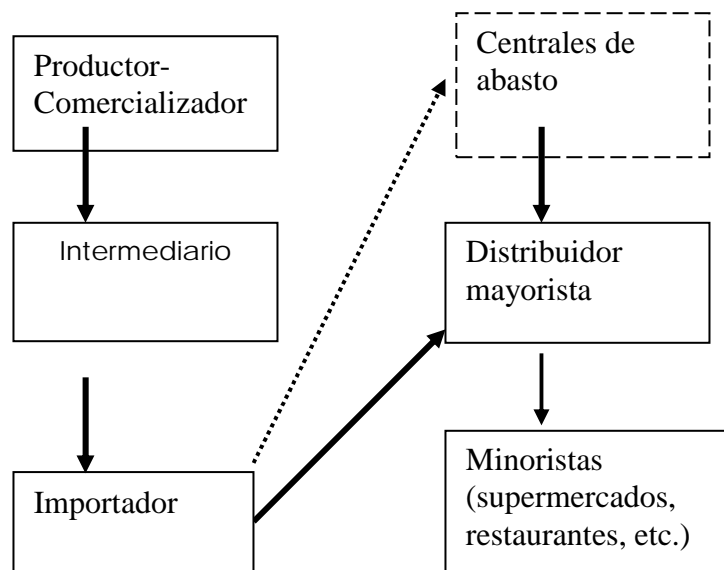 Productor-
Comercializador
Intermediario
Importador
Centrales de
abasto
Distribuidor
mayorista
Minoristas
(supermercados,
restaurantes, etc.)